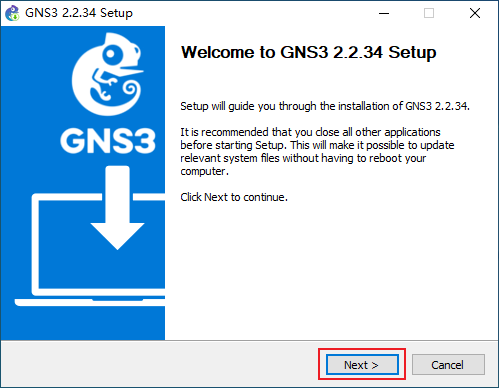 GNS3 2.2.34 Setup
Welcome to GNS3 2.2.34 Setup
GNS3
Setup will guide you through the installation of GNS3 2.2.34.
It is recommended that you close all other applications
before starting Setup. This will make it possible to update
relevant system files without having to reboot your
computer.
Click Next to continue.
Next >
Cancel